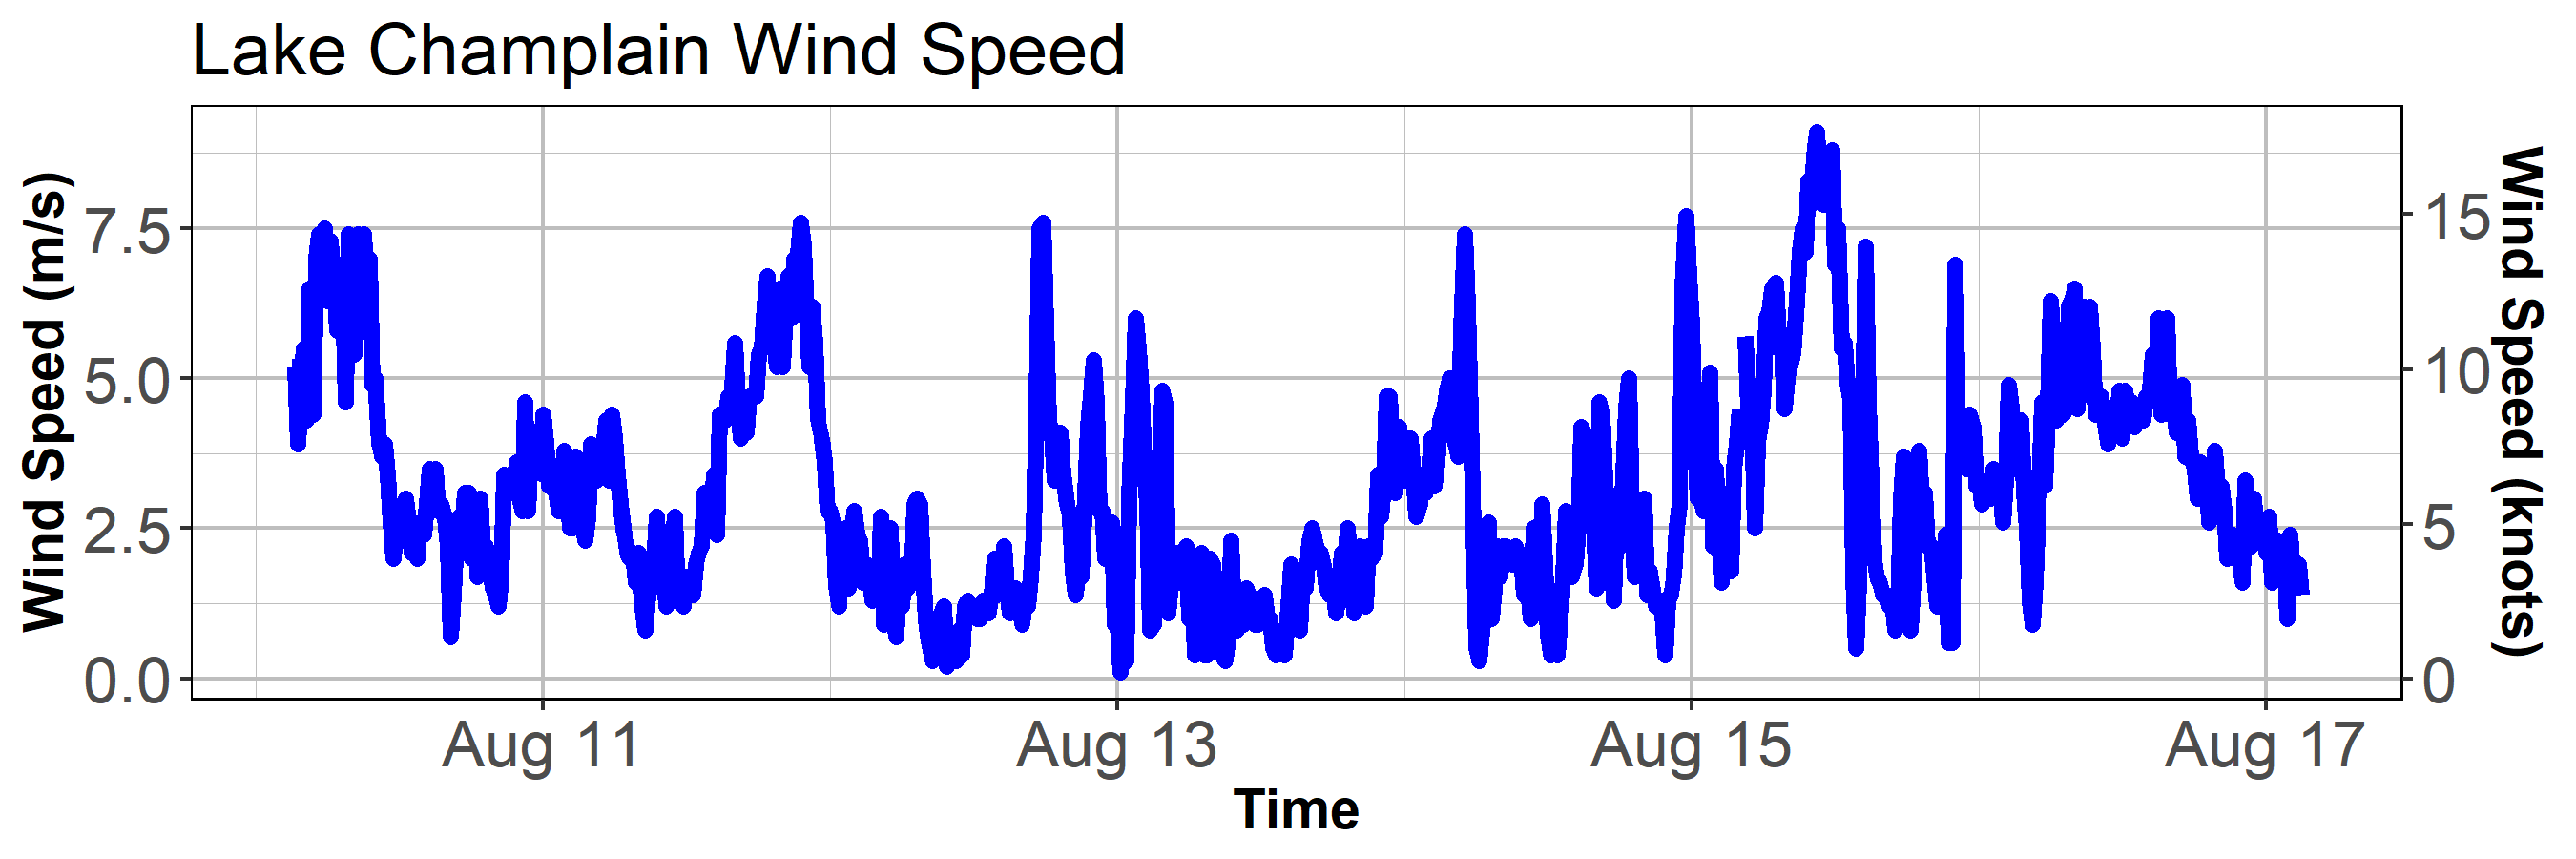 Lake Champlain Wind Speed
Wind Speed (m/s)
7.5
5.0
2.5
0.0
Wind Speed (knots)
15
10
5
0
Aug 11 Aug 13 Aug 15 Aug 17
Time